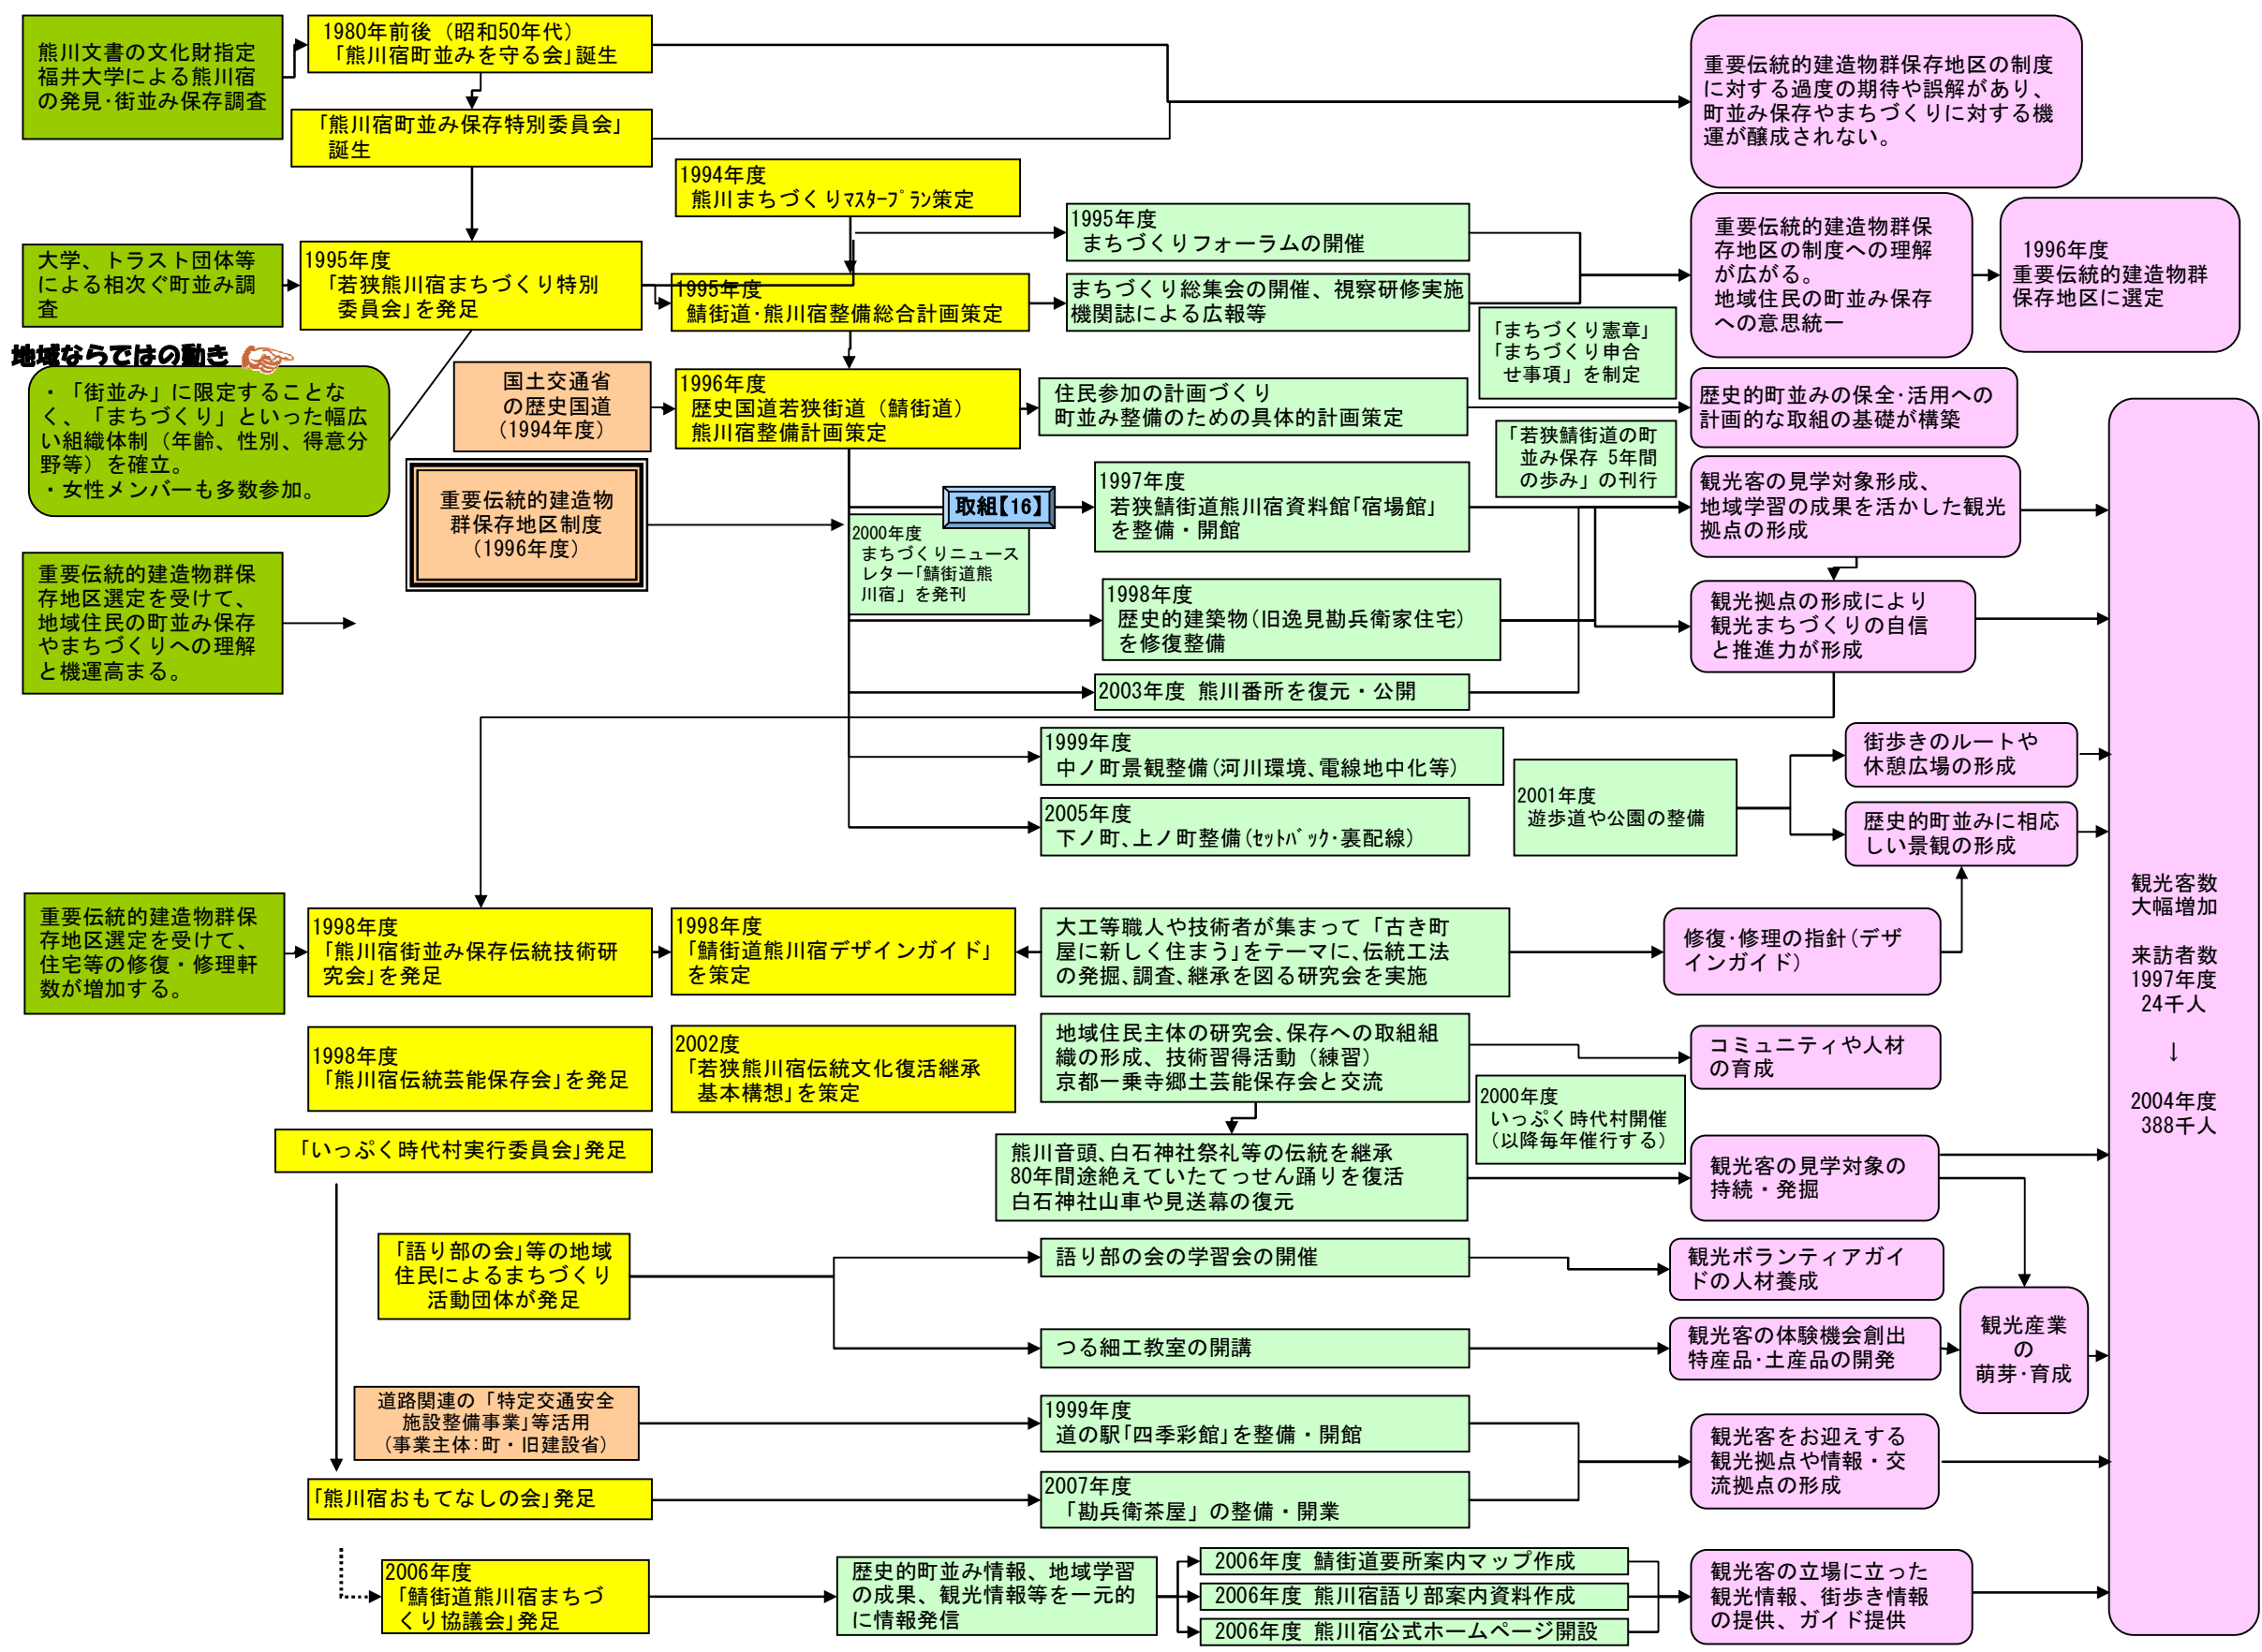 熊川文書の文化財指定
福井大学による熊川宿
の発見･街並み保存調査
1980年前後（昭和50年代）
「熊川宿町並みを守る会」誕生
「熊川宿町並み保存特別委員会」
誕生
重要伝統的建造物群保存地区の制度
に対する過度の期待や誤解があり、
町並み保存やまちづくりに対する機
運が醸成されない。
1994年度
熊川まちづくりﾏｽﾀｰﾌﾟﾗﾝ策定
大学、トラスト団体等
による相次ぐ町並み調
査
1995年度
「若狭熊川宿まちづくり特別
委員会」を発足
1995年度
鯖街道･熊川宿整備総合計画策定
1995年度
まちづくりフォーラムの開催
まちづくり総集会の開催、視察研修実施
機関誌による広報等
「まちづくり憲章」
「まちづくり申合
せ事項」を制定
重要伝統的建造物群保
存地区の制度への理解
が広がる。
地域住民の町並み保存
への意思統一
1996年度
重要伝統的建造物群
保存地区に選定
地域ならではの動き
・「街並み」に限定することな
く、「まちづくり」といった幅広
い組織体制（年齢、性別、得意分
野等）を確立。
・女性メンバーも多数参加。
国土交通省
の歴史国道
（1994年度）
1996年度
歴史国道若狭街道（鯖街道）
熊川宿整備計画策定
住民参加の計画づくり
町並み整備のための具体的計画策定
歴史的町並みの保全･活用への
計画的な取組の基礎が構築
「若狭鯖街道の町
並み保存 5年間
の歩み」の刊行
重要伝統的建造物
群保存地区制度
（1996年度）
取組【16】
1997年度
若狭鯖街道熊川宿資料館「宿場館」
を整備・開館
観光客の見学対象形成、
地域学習の成果を活かした観光
拠点の形成
2000年度
まちづくりニュース
レター「鯖街道熊
川宿」を発刊
重要伝統的建造物群保
存地区選定を受けて、
地域住民の町並み保存
やまちづくりへの理解
と機運高まる。
1998年度
歴史的建築物(旧逸見勘兵衛家住宅)
を修復整備
観光拠点の形成により
観光まちづくりの自信
と推進力が形成
2003年度 熊川番所を復元・公開
1999年度
中ノ町景観整備(河川環境､電線地中化等)
2005年度
下ノ町､上ノ町整備(ｾｯﾄﾊﾞｯｸ･裏配線)
2001年度
遊歩道や公園の整備
街歩きのルートや
休憩広場の形成
歴史的町並みに相応
しい景観の形成
重要伝統的建造物群保
存地区選定を受けて、
住宅等の修復・修理軒
数が増加する。
1998年度
「熊川宿街並み保存伝統技術研
究会」を発足
1998年度
「鯖街道熊川宿デザインガイド」
を策定
大工等職人や技術者が集まって「古き町
屋に新しく住まう」をテーマに､伝統工法
の発掘､調査､継承を図る研究会を実施
修復･修理の指針(デザ
インガイド)
1998年度
「熊川宿伝統芸能保存会」を発足
2002度
「若狭熊川宿伝統文化復活継承
基本構想」を策定
地域住民主体の研究会､保存への取組組
織の形成、技術習得活動（練習）
京都一乗寺郷土芸能保存会と交流
コミュニティや人材
の育成
2000年度
いっぷく時代村開催
(以降毎年催行する)
「いっぷく時代村実行委員会」発足
熊川音頭､白石神社祭礼等の伝統を継承
80年間途絶えていたてっせん踊りを復活
白石神社山車や見送幕の復元
観光客の見学対象の
持続・発掘
「語り部の会」等の地域
住民によるまちづくり
活動団体が発足
語り部の会の学習会の開催
観光ボランティアガイ
ドの人材養成
つる細工教室の開講
観光客の体験機会創出
特産品･土産品の開発
観光産業
の
萌芽･育成
道路関連の「特定交通安全
施設整備事業」等活用
(事業主体:町・旧建設省)
1999年度
道の駅「四季彩館」を整備・開館
観光客をお迎えする
観光拠点や情報・交
流拠点の形成
「熊川宿おもてなしの会」発足
2007年度
「勘兵衛茶屋」の整備・開業
2006年度
「鯖街道熊川宿まちづ
くり協議会」発足
歴史的町並み情報、地域学習
の成果、観光情報等を一元的
に情報発信
2006年度 鯖街道要所案内マップ作成
2006年度 熊川宿語り部案内資料作成
2006年度 熊川宿公式ホームページ開設
観光客の立場に立った
観光情報、街歩き情報
の提供、ガイド提供
観光客数
大幅増加
来訪者数
1997年度
24千人
↓
2004年度
388千人